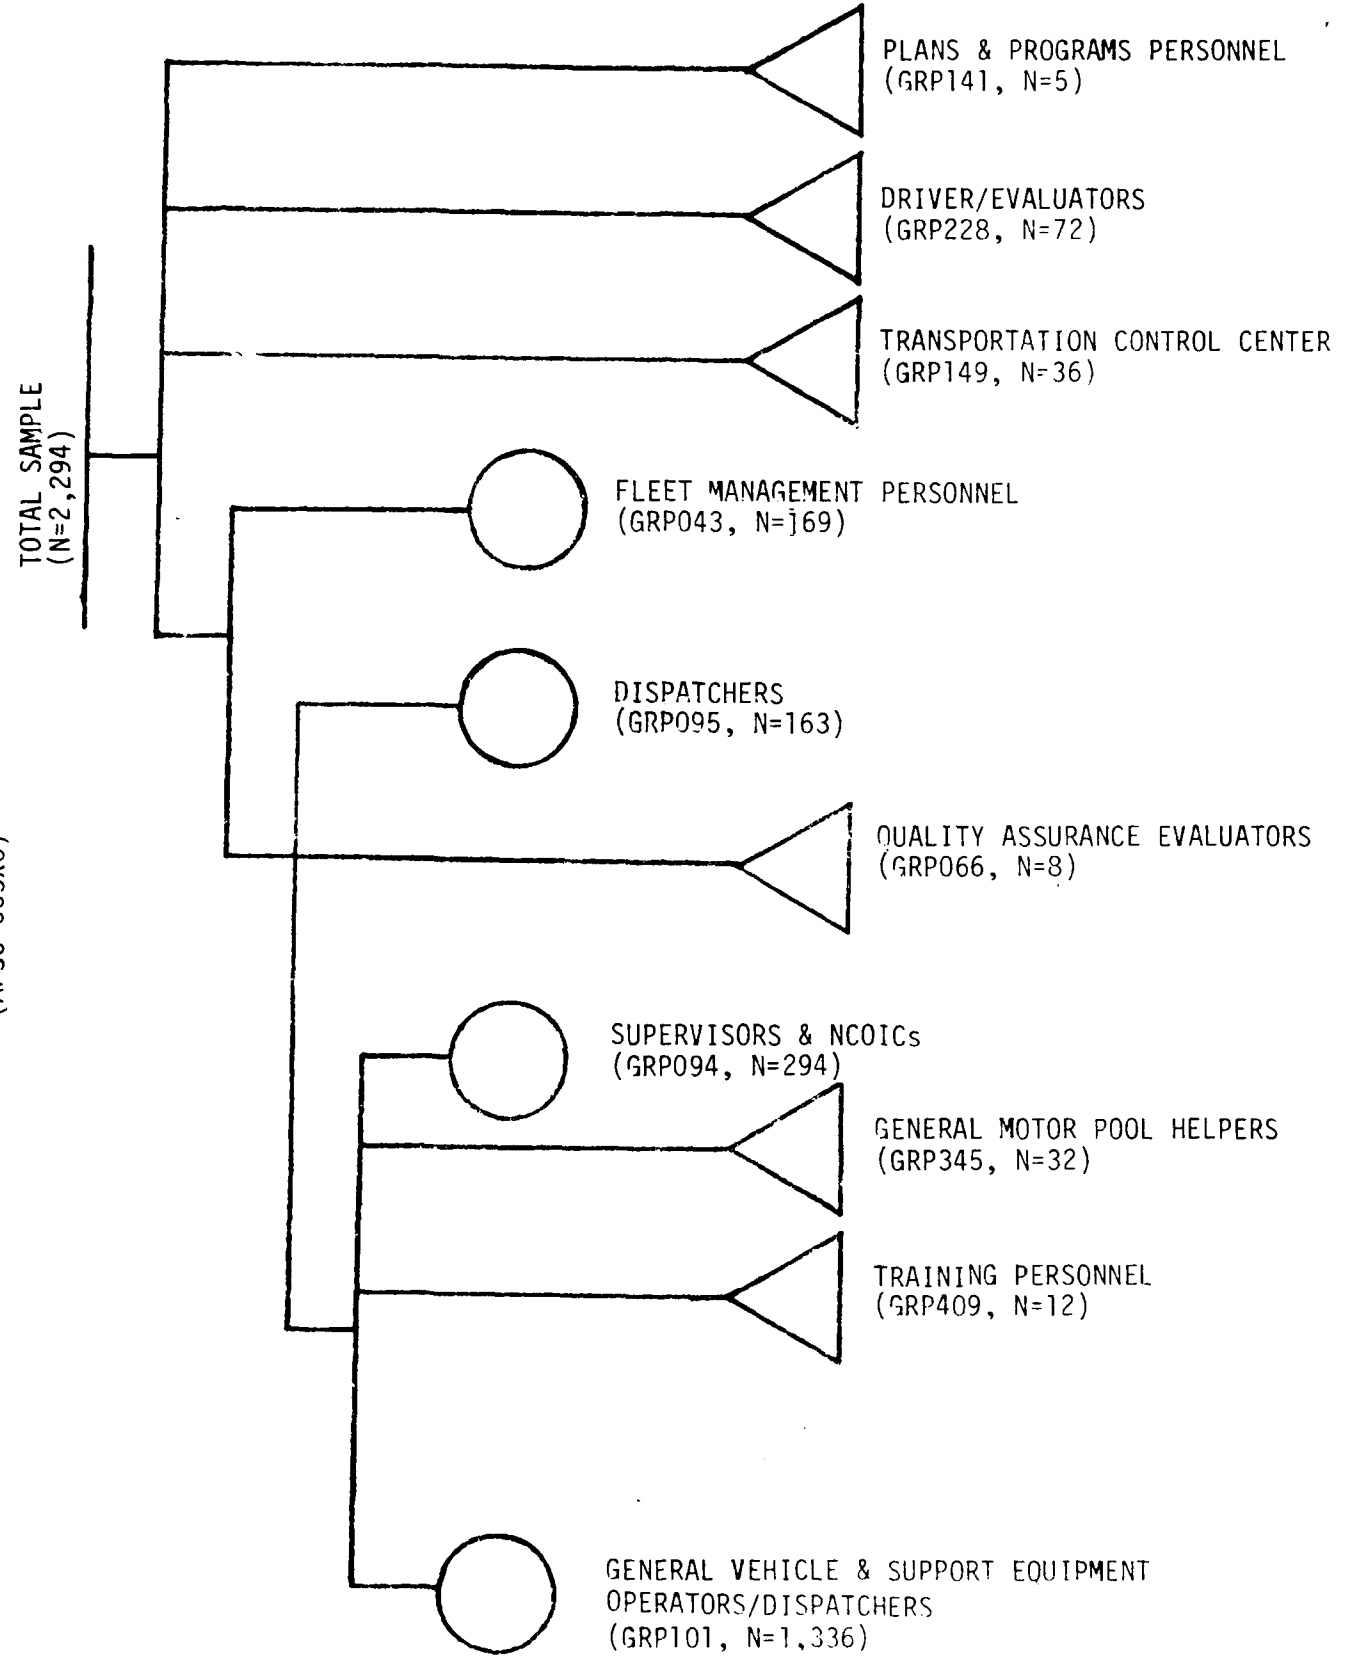 PLANS & PROGRAMS PERSONNEL
(GRP141, N=5)
DRIVER/EVALUATORS
(GRP228, N=72)
TRANSPORTATION CONTROL CENTER
(GRP149, N=36)
TOTAL SAMPLE
(N=2,294)
FLEET MANAGEMENT PERSONNEL
(GRP043, N=169)
DISPATCHERS
(GRP095, N=163)
QUALITY ASSURANCE EVALUATORS
(GRP066, N=8)
SUPERVISORS & NCOICs
(GRP094, N=294)
GENERAL MOTOR POOL HELPERS
(GRP345, N=32)
TRAINING PERSONNEL
(GRP409, N=12)
GENERAL VEHICLE & SUPPORT EQUIPMENT
OPERATORS/DISPATCHERS
(GRP101, N=1,336)